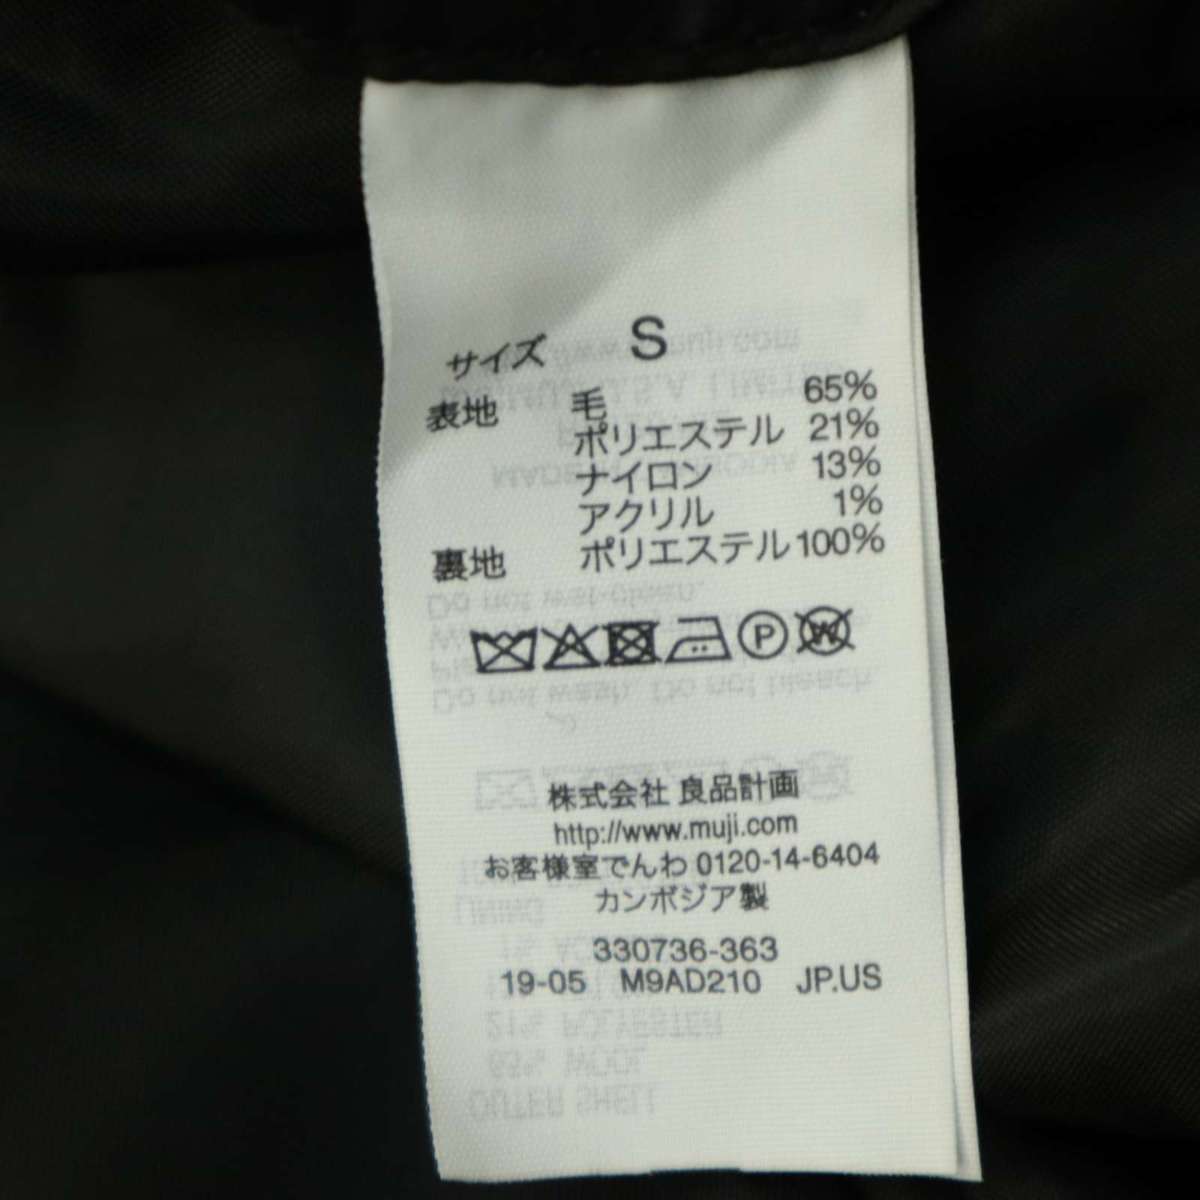 サイズ S
表地 毛 65%
ポリエステル 21%
ナイロン 13%
アクリル 1%
裏地 ポリエステル 100%
P W
株式会社 良品計画
http://www.muji.com
お客様室でんわ 0120-14-6404
カンボジア製
330736-363
19-05 M9AD210 JP.US